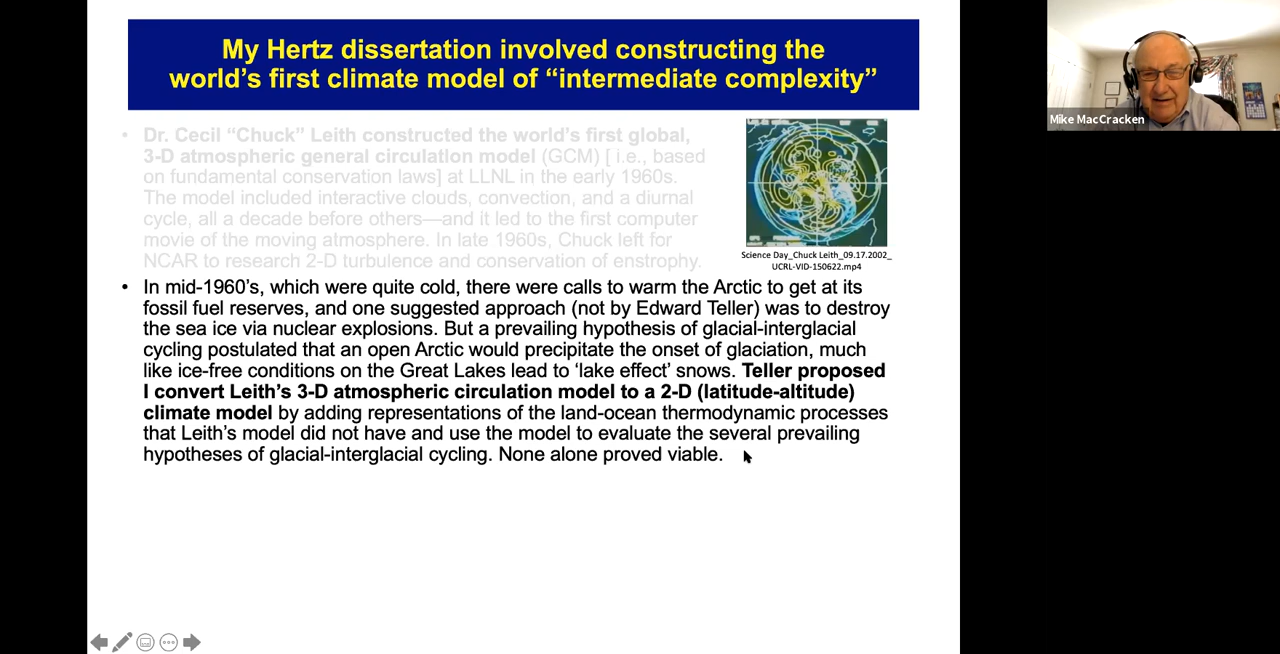 My Hertz dissertation involved constructing the
world's first climate model of "intermediate complexity"
Mike MacCracken
• Dr. Cecil "Chuck" Leith constructed the world's first global,
3-D atmospheric general circulation model (GCM) [ i.e., based
on fundamental conservation laws] at LLNL in the early 1960s.
The model included interactive clouds, convection, and a diurnal
cycle, all a decade before others—and it led to the first computer
movie of the moving atmosphere. In late 1960s, Chuck left for
NCAR to research 2-D turbulence and conservation of enstrophy.
Science Day_Chuck Leith_09.17.2002_
UCRL-VID-150622.mp4
• In mid-1960's, which were quite cold, there were calls to warm the Arctic to get at its
fossil fuel reserves, and one suggested approach (not by Edward Teller) was to destroy
the sea ice via nuclear explosions. But a prevailing hypothesis of glacial-interglacial
cycling postulated that an open Arctic would precipitate the onset of glaciation, much
like ice-free conditions on the Great Lakes lead to 'lake effect' snows. Teller proposed
I convert Leith's 3-D atmospheric circulation model to a 2-D (latitude-altitude)
climate model by adding representations of the land-ocean thermodynamic processes
that Leith's model did not have and use the model to evaluate the several prevailing
hypotheses of glacial-interglacial cycling. None alone proved viable.